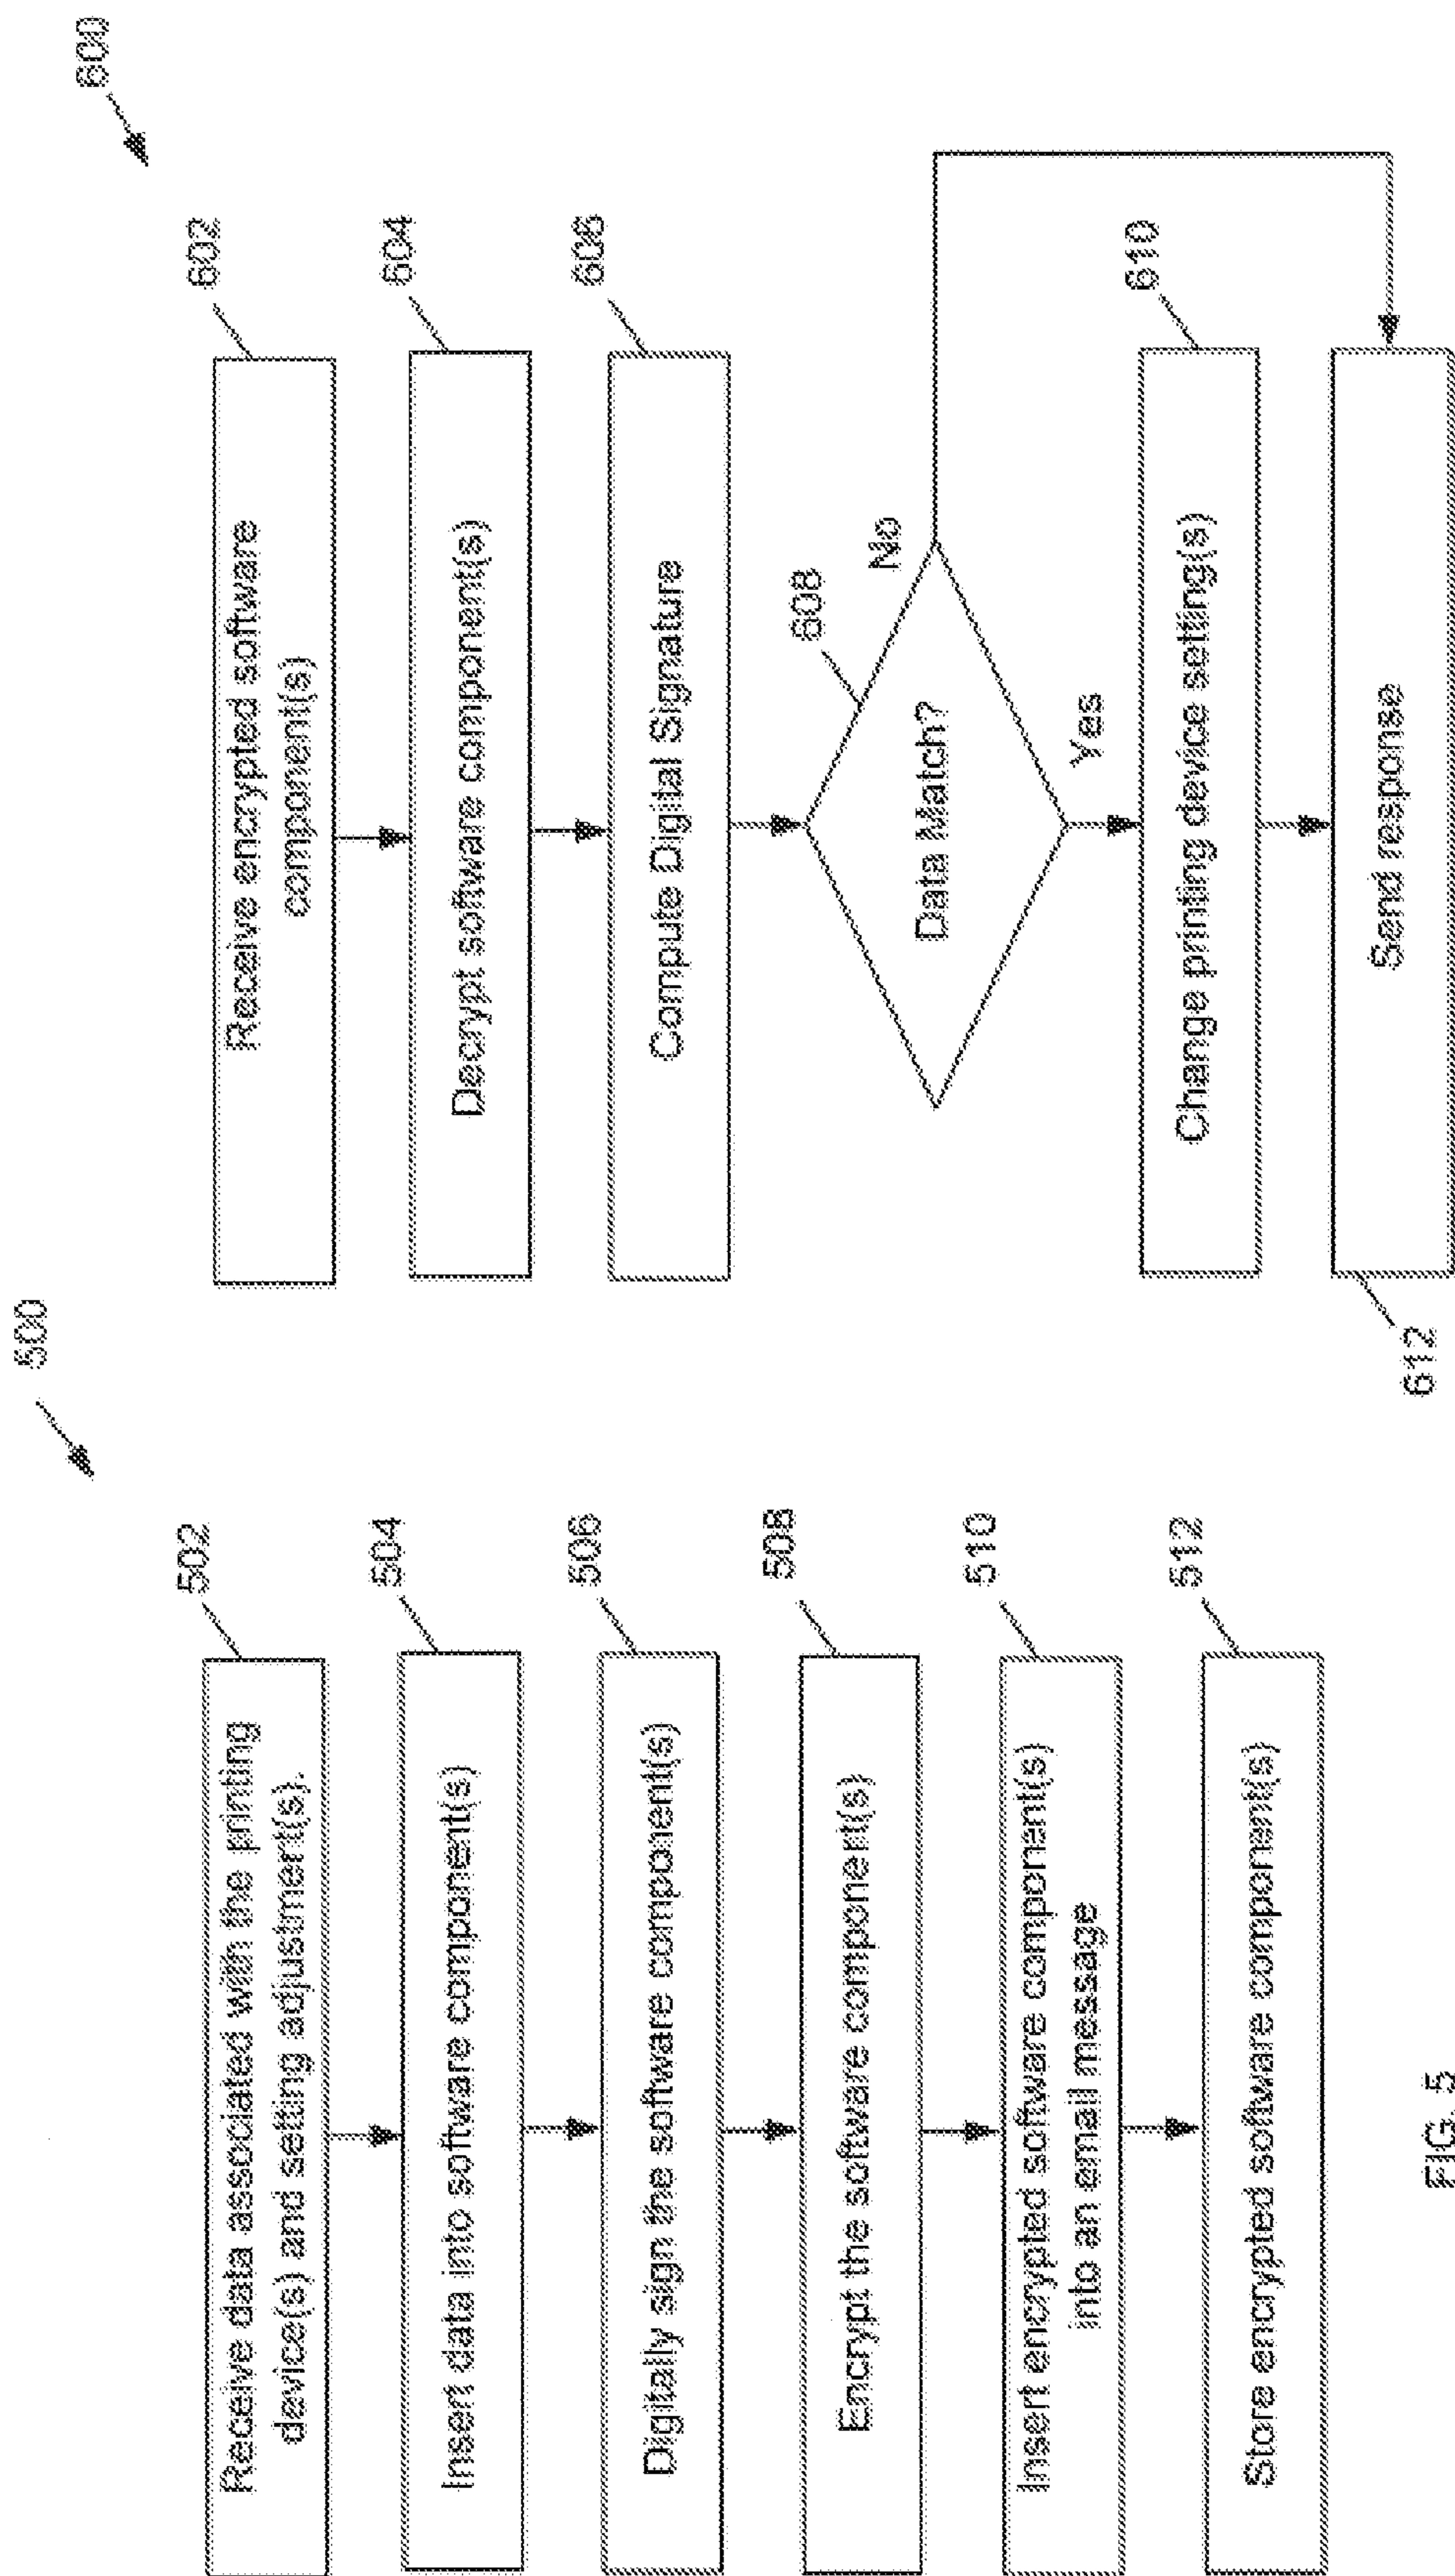 500
502
Receive data associated with the printing
device(s) and setting adjustment(s).
504
Insert data into software component(s)
506
Digitally sign the software component(s)
508
Encrypt the software component(s)
510
Insert encrypted software component(s)
into an email message
512
Store encrypted software component(s)
FIG. 5
600
602
Receive encrypted software
component(s)
604
Decrypt software component(s)
606
Compute Digital Signature
608
Data Match?
No
Yes
610
Change printing device setting(s)
Send response
612